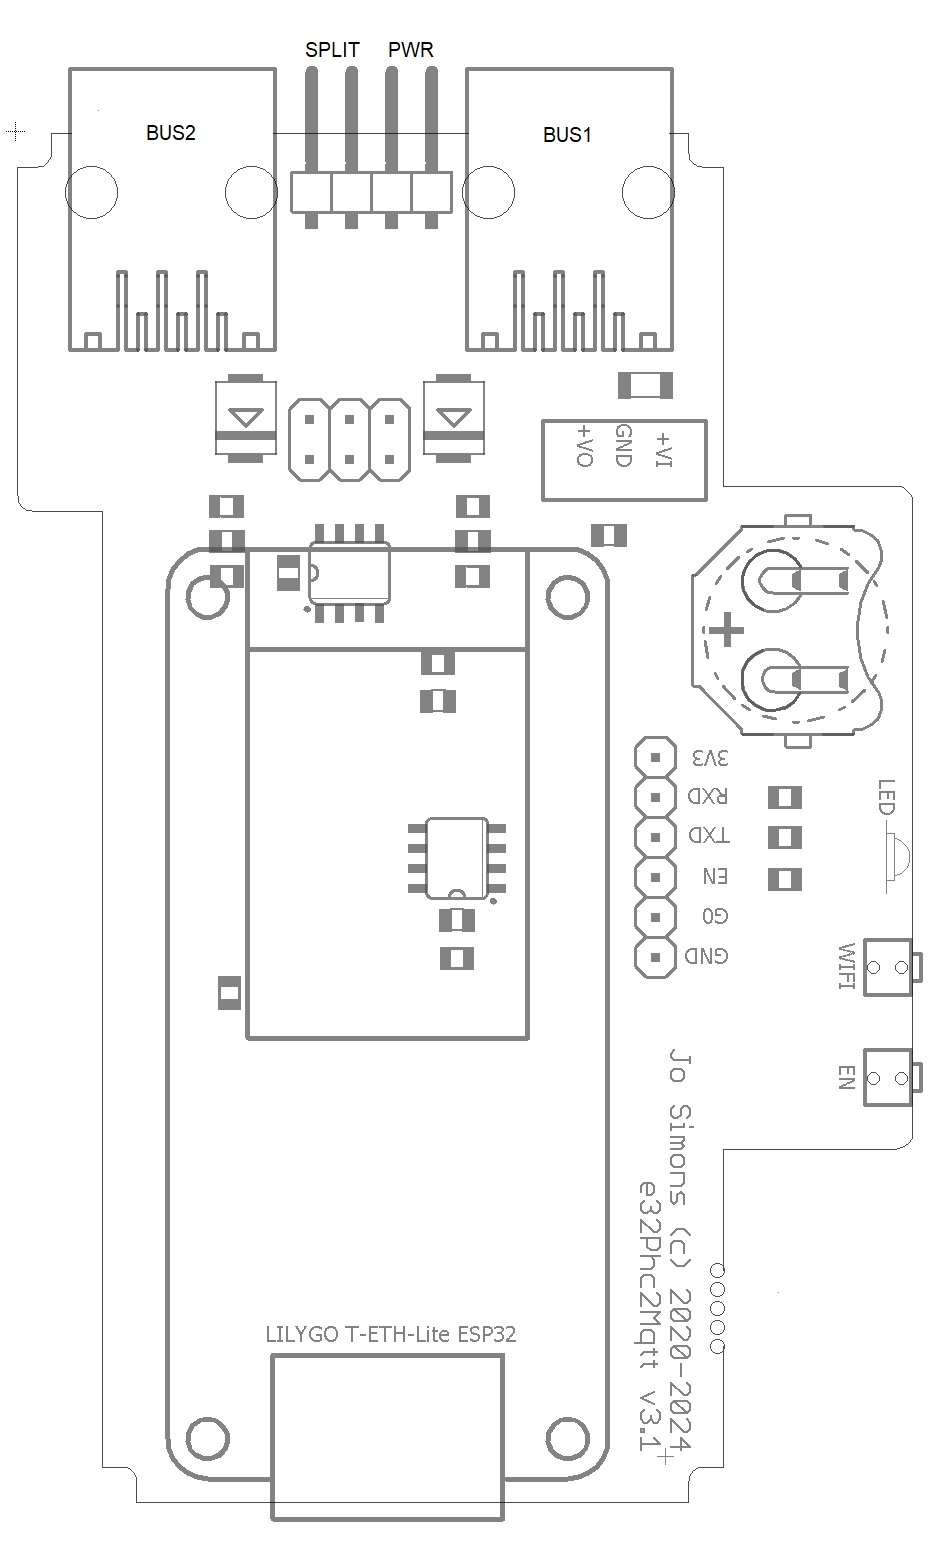 SPLIT PWR
BUS2
BUS1
+VO
GND
+VI
3V3
RXD
TXD
EN
G0
GND
LED
WIFI
EN
Jo Simons (c) 2020-2024
e32Phc2Mqtt v3.1
LILYGO T-ETH-Lite ESP32